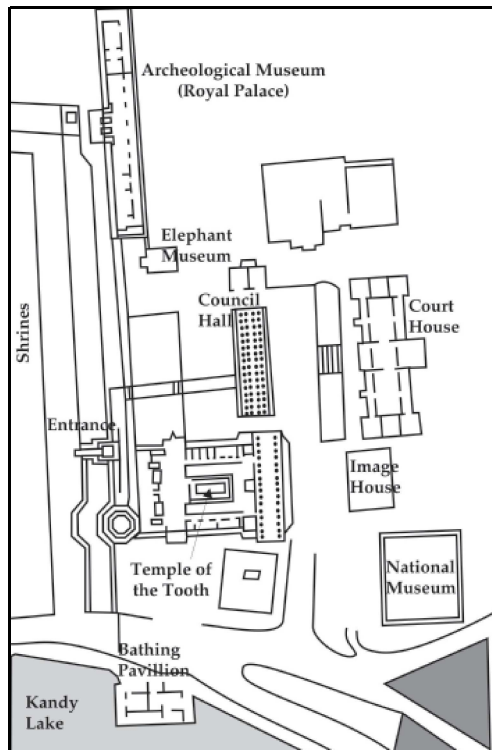 Archeological Museum
(Royal Palace)
Elephant
Museum
Council
Hall
Court
House
Shrines
Entrance
Image
House
Temple of
the Tooth
National
Museum
Bathing
Pavillion
Kandy
Lake